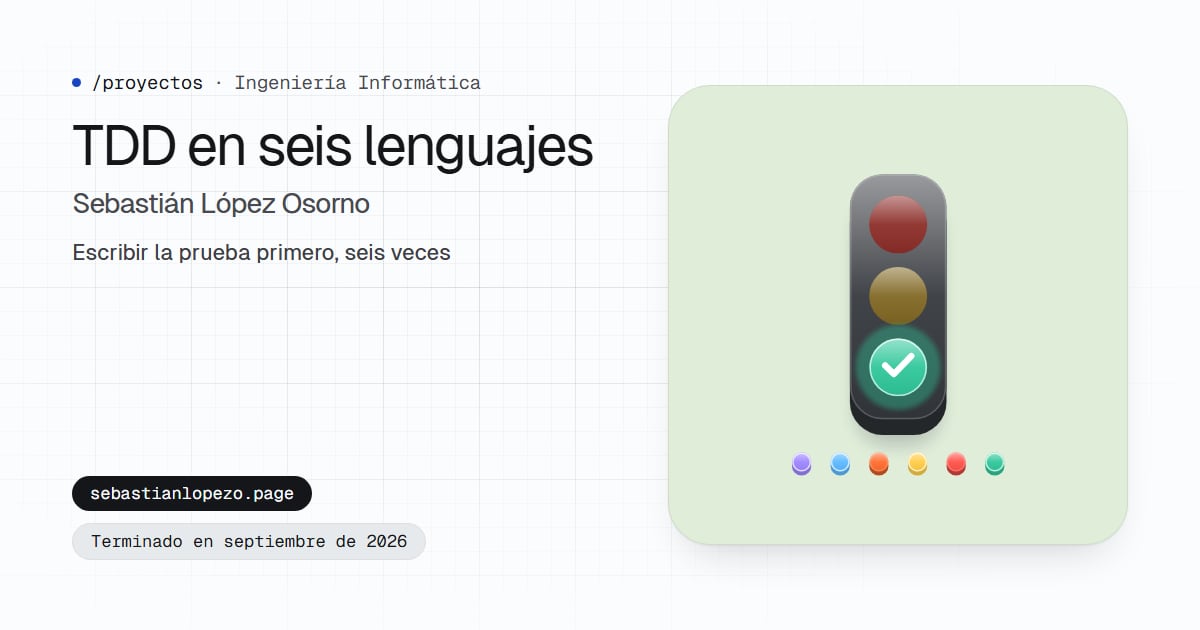 /proyectos · Ingeniería Informática
TDD en seis lenguajes
Sebastián López Osorno
Escribir la prueba primero, seis veces
sebastianlopezo.page
Terminado en septiembre de 2026